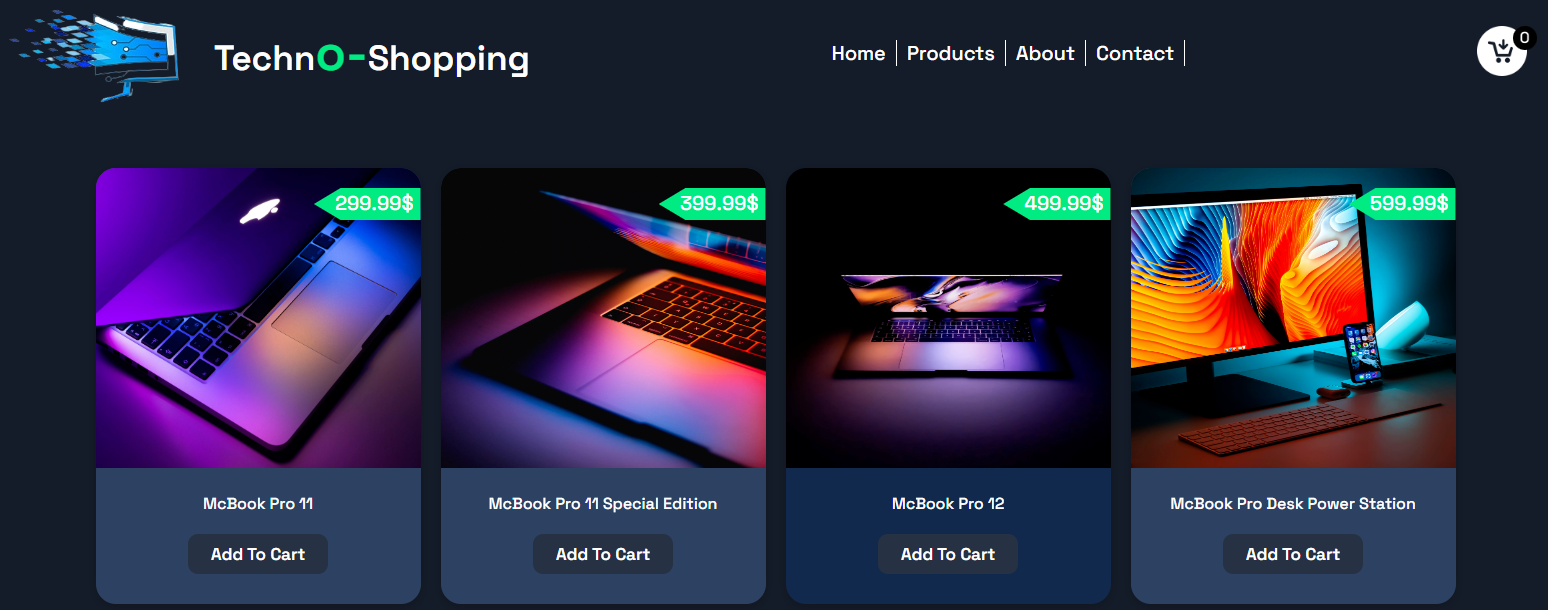 TechnO-Shopping
Home Products About Contact
0
299.99$
399.99$
499.99$
599.99$
McBook Pro 11
McBook Pro 11 Special Edition
McBook Pro 12
McBook Pro Desk Power Station
Add To Cart
Add To Cart
Add To Cart
Add To Cart